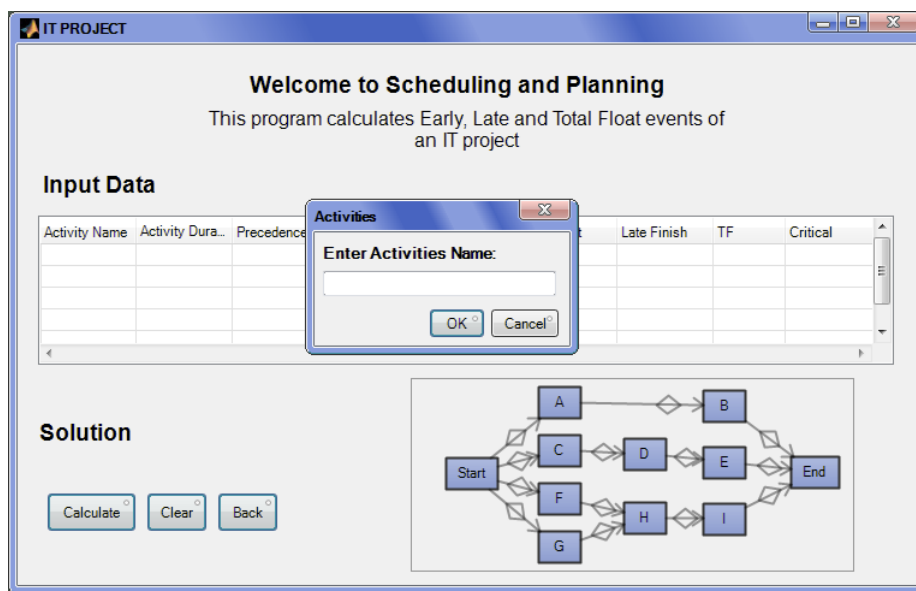 IT PROJECT
Welcome to Scheduling and Planning
This program calculates Early, Late and Total Float events of
an IT project
Input Data
Activity Name Activity Dura... Precedence Late Finish TF Critical
Activities
Enter Activities Name:
OK Cancel
Solution
Calculate Clear Back
A B
C D E
Start End
F H I
G